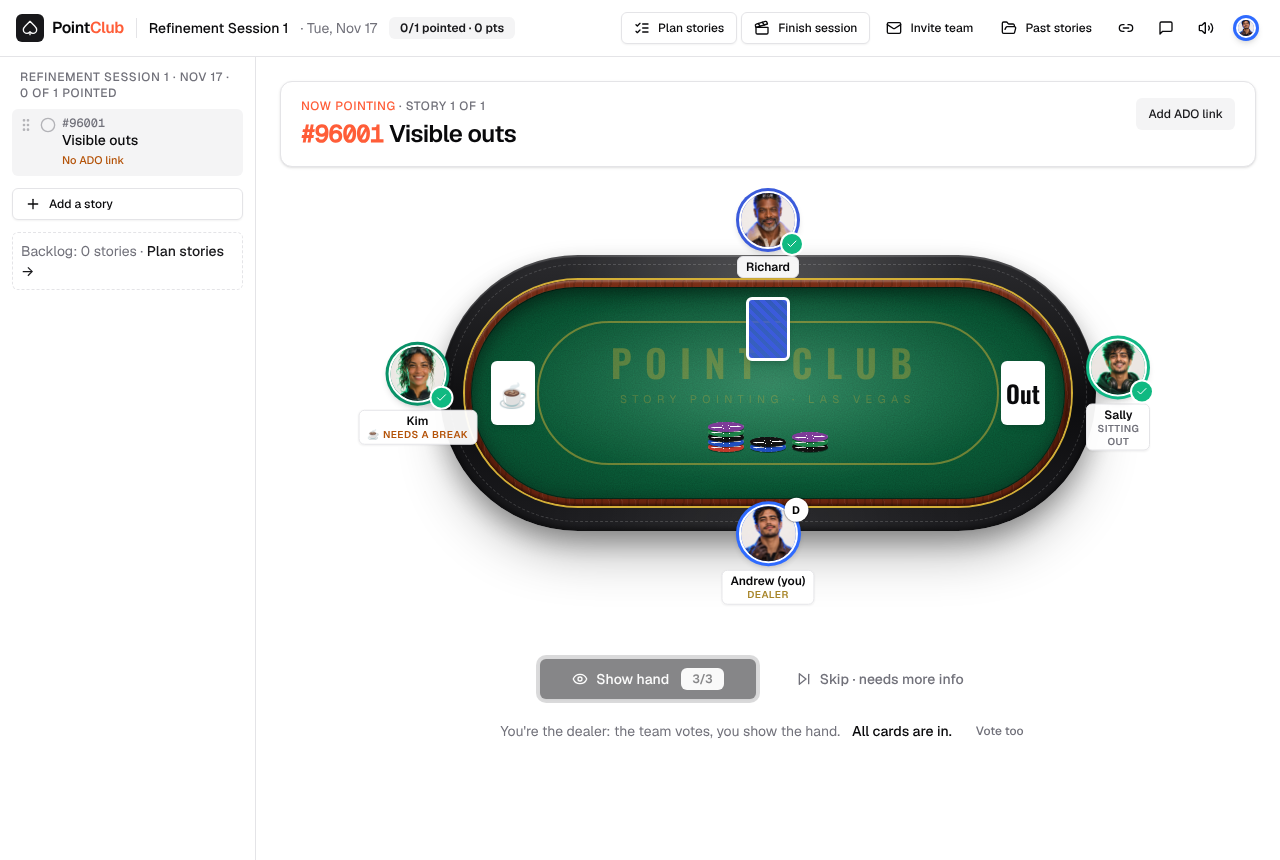 PointClub
Refinement Session 1 · Tue, Nov 17
0/1 pointed · 0 pts
Plan stories
Finish session
Invite team
Past stories
REFINEMENT SESSION 1 · NOV 17 ·
0 OF 1 POINTED
#96001
Visible outs
No ADO link
Add a story
Backlog: 0 stories · Plan stories
→
NOW POINTING · STORY 1 OF 1
#96001 Visible outs
Add ADO link
Richard
POINT CLUB
STORY POINTING · LAS VEGAS
Kim
☕ NEEDS A BREAK
Out
Sally
SITTING
OUT
D
Andrew (you)
DEALER
Show hand 3/3
Skip · needs more info
You're the dealer: the team votes, you show the hand. All cards are in. Vote too